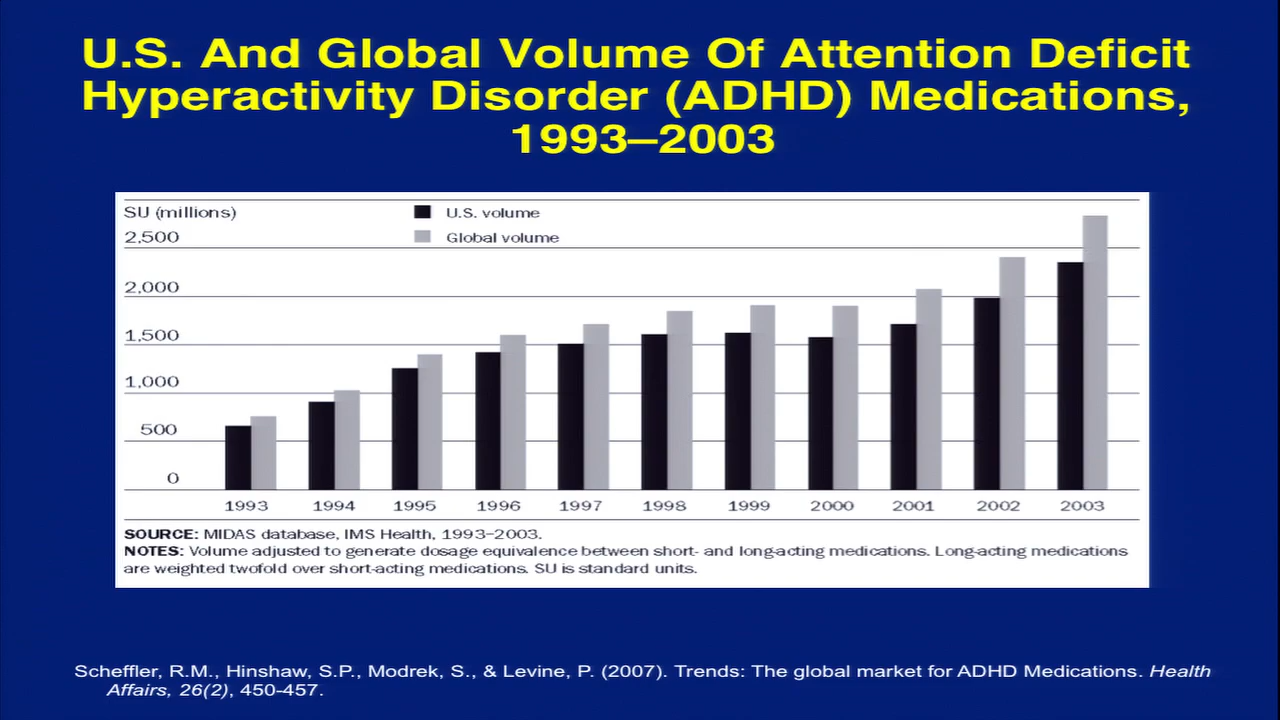 U.S. And Global Volume Of Attention Deficit
Hyperactivity Disorder (ADHD) Medications,
1993–2003
SU (millions)
U.S. volume
2,500
Global volume
2,000
1,500
1,000
500
0
1993 1994 1995 1996 1997 1998 1999 2000 2001 2002 2003
SOURCE: MIDAS database, IMS Health, 1993–2003.
NOTES: Volume adjusted to generate dosage equivalence between short- and long-acting medications. Long-acting medications
are weighted twofold over short-acting medications. SU is standard units.
Scheffler, R.M., Hinshaw, S.P., Modrek, S., & Levine, P. (2007). Trends: The global market for ADHD Medications. Health
Affairs, 26(2), 450-457.